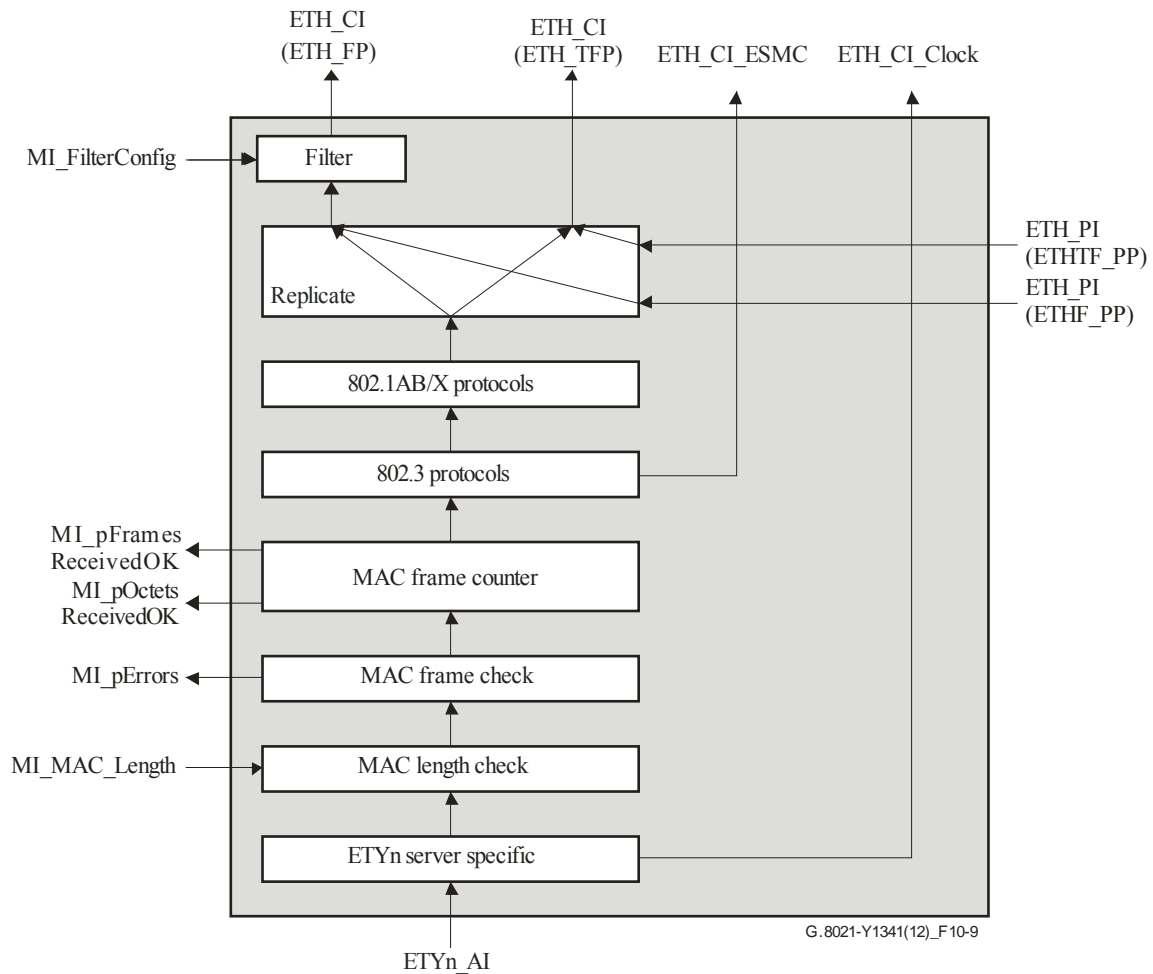 ETH_CI
(ETH_FP)
ETH_CI
(ETH_TFP)
ETH_CI_ESMC
ETH_CI_Clock
MI_FilterConfig
Filter
Replicate
ETH_PI
(ETHTF_PP)
ETH_PI
(ETHF_PP)
802.1AB/X protocols
802.3 protocols
MI_pFrames
ReceivedOK
MI_pOctets
ReceivedOK
MAC frame counter
MI_pErrors
MAC frame check
MI_MAC_Length
MAC length check
ETYn server specific
G.8021-Y1341(12)_F10-9
ETYn_AI